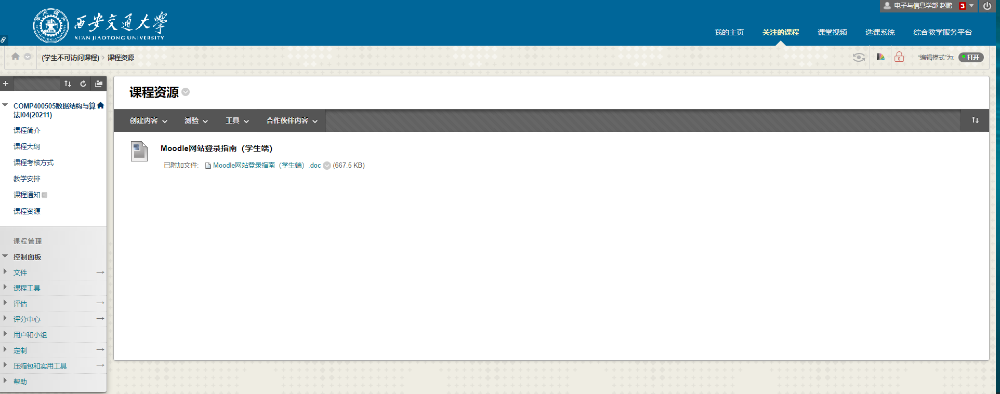 电子与信息学部 赵鹏 3
西安交通大学
XI'AN JIAOTONG UNIVERSITY
我的主页 关注的课程 课堂视频 选课系统 综合教学服务平台
(学生不可访问课程) › 课程资源
"编辑模式"为: 打开
COMP400505数据结构与算
法I04(20211)
课程简介
课程大纲
课程考核方式
教学安排
课程通知
课程资源
课程管理
控制面板
文件
课程工具
评估
评分中心
用户和小组
定制
压缩包和实用工具
帮助
课程资源
创建内容 测验 工具 合作伙伴内容
Moodle网站登录指南（学生端）
已附加文件: Moodle网站登录指南（学生端）.doc (667.5 KB)